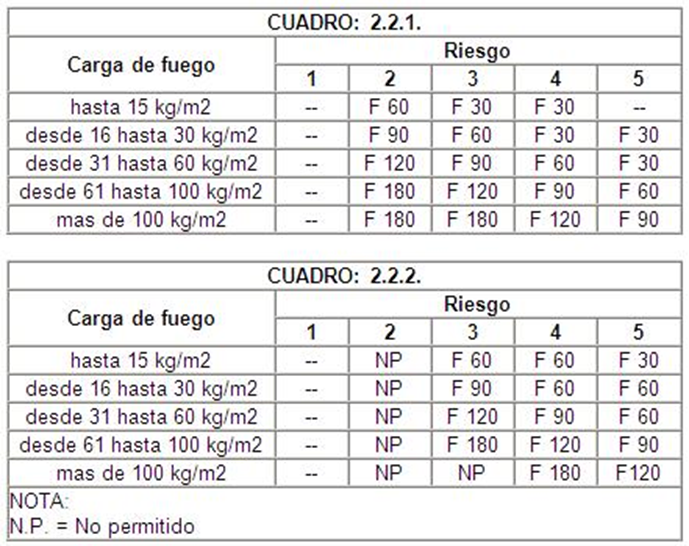 CUADRO: 2.2.1.
Carga de fuego Riesgo
1 2 3 4 5
hasta 15 kg/m2 -- F 60 F 30 F 30 --
desde 16 hasta 30 kg/m2 -- F 90 F 60 F 30 F 30
desde 31 hasta 60 kg/m2 -- F 120 F 90 F 60 F 30
desde 61 hasta 100 kg/m2 -- F 180 F 120 F 90 F 60
mas de 100 kg/m2 -- F 180 F 180 F 120 F 90
CUADRO: 2.2.2.
Carga de fuego Riesgo
1 2 3 4 5
hasta 15 kg/m2 -- NP F 60 F 60 F 30
desde 16 hasta 30 kg/m2 -- NP F 90 F 60 F 60
desde 31 hasta 60 kg/m2 -- NP F 120 F 90 F 60
desde 61 hasta 100 kg/m2 -- NP F 180 F 120 F 90
mas de 100 kg/m2 -- NP NP F 180 F120
NOTA:
N.P. = No permitido